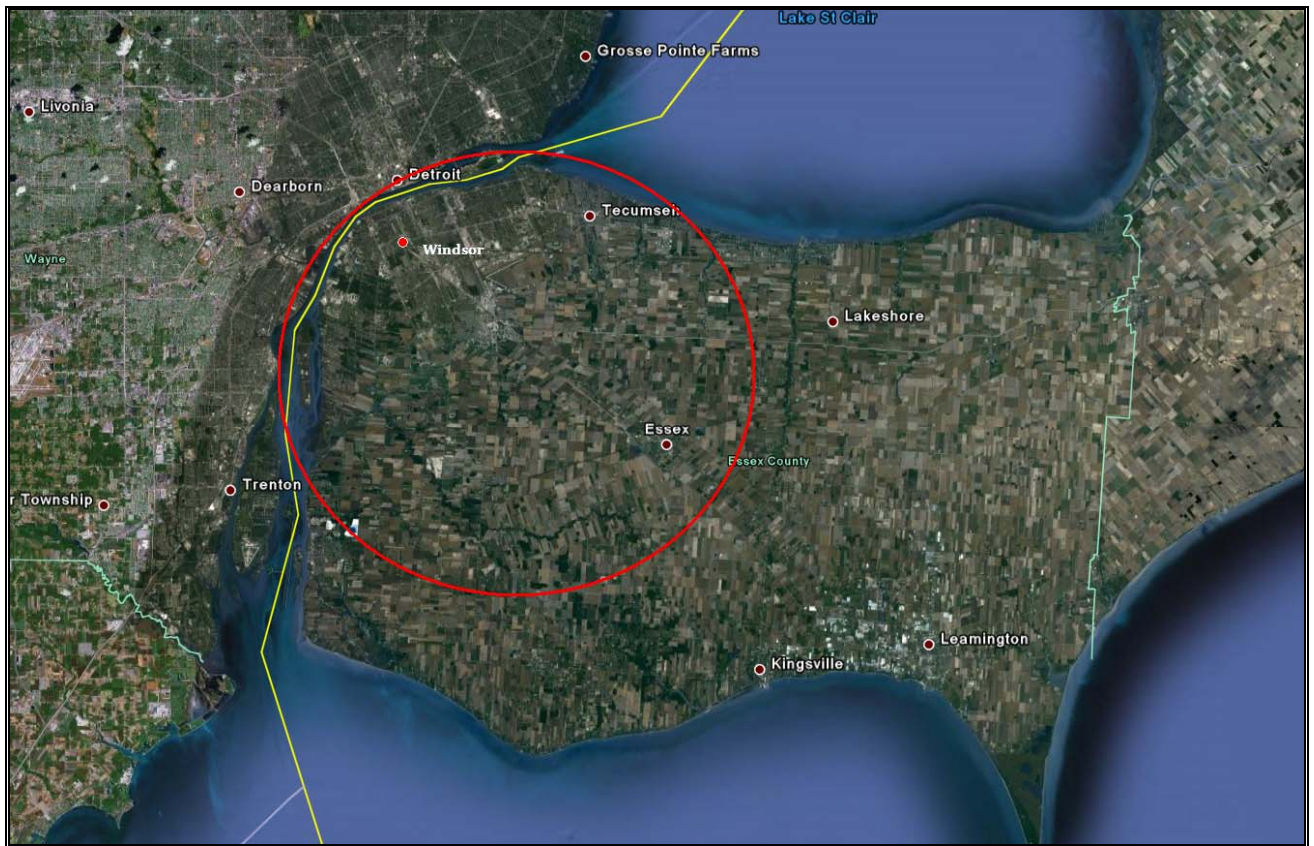 Lake St Clair
Grosse Pointe Farms
Livonia
Detroit
Dearborn
Tecumseh
Windsor
Wayne
Lakeshore
Essex
Essex County
Trenton
r Township
Leamington
Kingsville